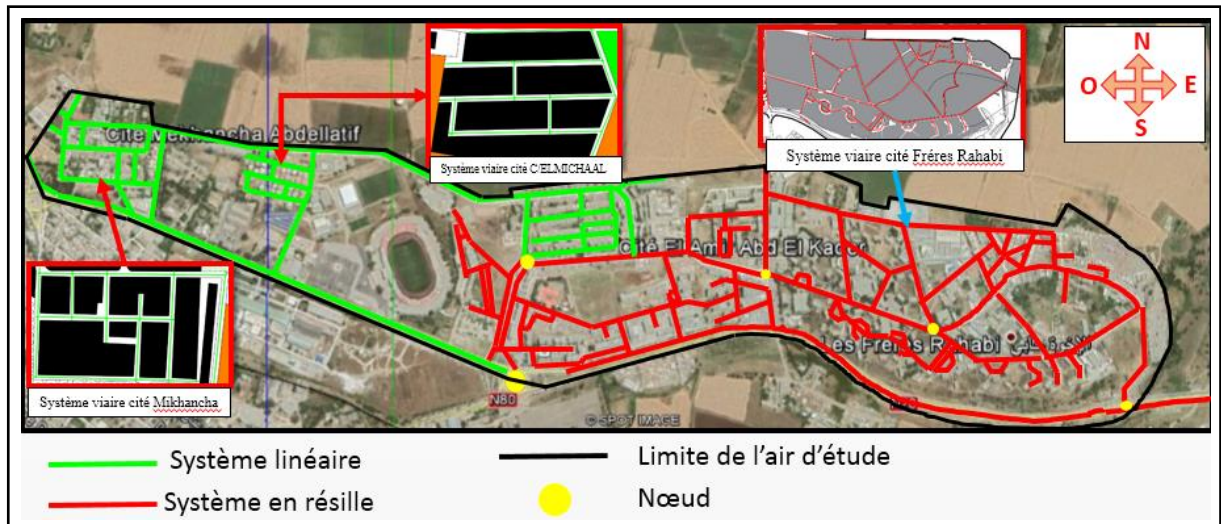 N
O
E
S
Cité Mekhancha Abdellatif
Système viaire cité C/ELMICHAAL
Système viaire cité Fréres Rahabi
Cité El Amir Abd El Kader
Système viaire cité Mikhancha
Les Freres Rahabi
N80
© SPOT IMAGE
Système linéaire
Limite de l'air d'étude
Système en résille
Nœud